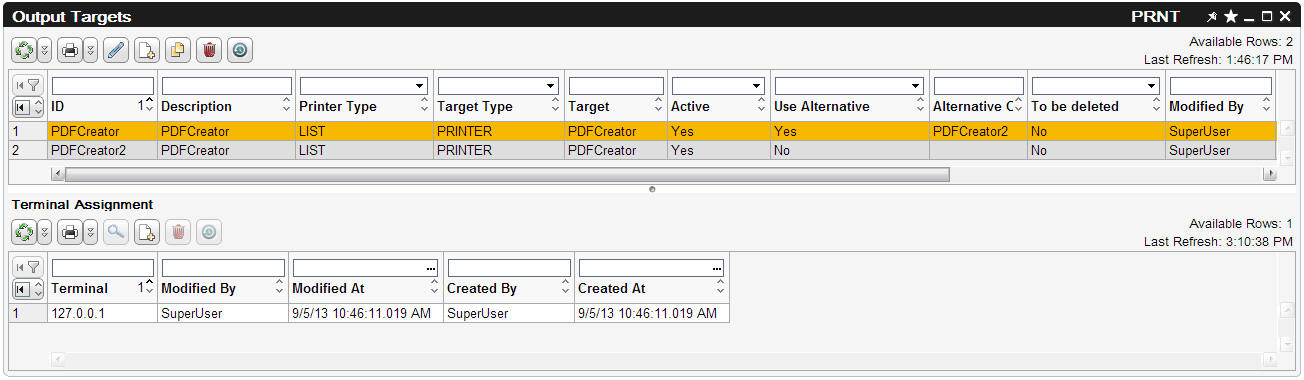 Output Targets PRNT
Available Rows: 2
Last Refresh: 1:46:17 PM
ID 1 Description Printer Type Target Type Target Active Use Alternative Alternative C To be deleted Modified By
1 PDFCreator PDFCreator LIST PRINTER PDFCreator Yes Yes PDFCreator2 No SuperUser
2 PDFCreator2 PDFCreator LIST PRINTER PDFCreator Yes No No SuperUser
Terminal Assignment
Available Rows: 1
Last Refresh: 3:10:38 PM
... ...
Terminal 1 Modified By Modified At Created By Created At
1 127.0.0.1 SuperUser 9/5/13 10:46:11.019 AM SuperUser 9/5/13 10:46:11.019 AM